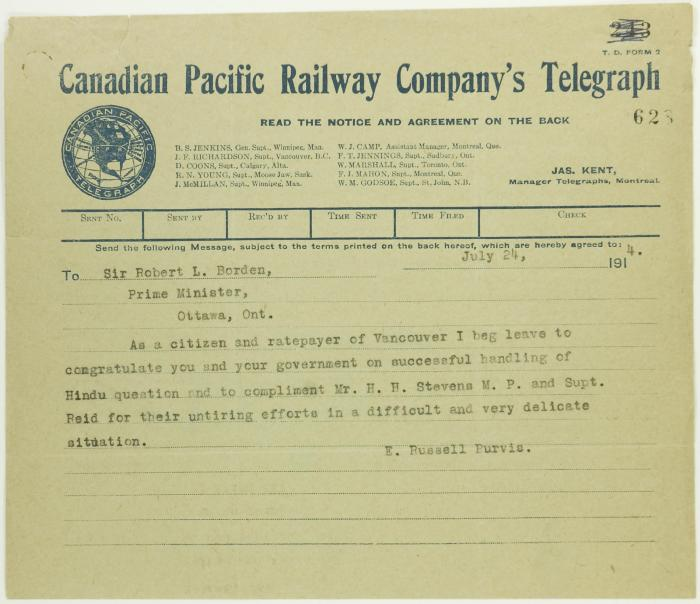 213
T. D. FORM 2
Canadian Pacific Railway Company's Telegraph
READ THE NOTICE AND AGREEMENT ON THE BACK
623
CANADIAN PACIFIC TELEGRAPH
B. S. JENKINS, Gen. Supt., Winnipeg, Man. W. J. CAMP, Assistant Manager, Montreal, Que.
J. F. RICHARDSON, Supt., Vancouver, B.C. F. T. JENNINGS, Supt., Sudbury, Ont.
D. COONS, Supt., Calgary, Alta. W. MARSHALL, Supt., Toronto, Ont.
R. N. YOUNG, Supt., Moose Jaw, Sask. F. J. MAHON, Supt., Montreal, Que.
J. McMILLAN, Supt., Winnipeg, Man. W. M. GODSOE, Supt., St. John, N.B.
JAS. KENT,
Manager Telegraphs, Montreal.
SENT NO. SENT BY REC'D BY TIME SENT TIME FILED CHECK
Send the following Message, subject to the terms printed on the back hereof, which are hereby agreed to:
July 24, 1914.
To Sir Robert L. Borden,
Prime Minister,
Ottawa, Ont.
As a citizen and ratepayer of Vancouver I beg leave to
congratulate you and your government on successful handling of
Hindu question and to compliment Mr. H. H. Stevens M. P. and Supt.
Reid for their untiring efforts in a difficult and very delicate
situation.
E. Russell Purvis.